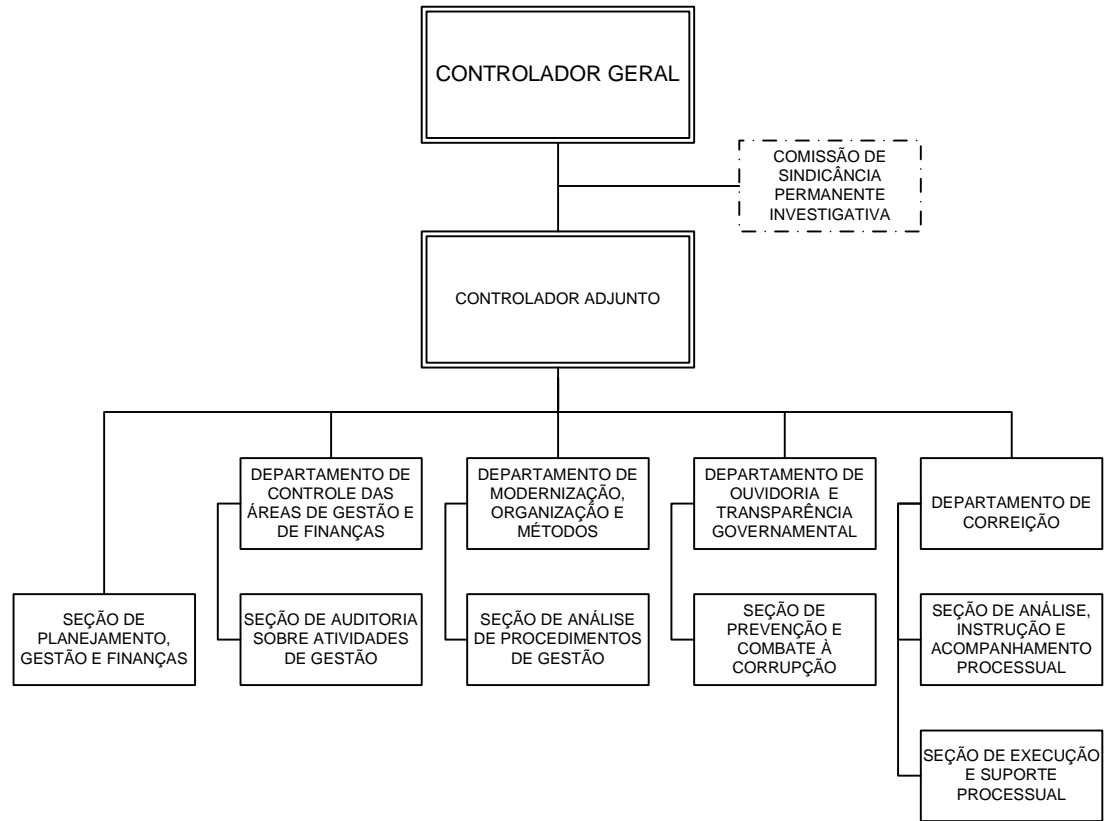 CONTROLADOR GERAL
COMISSÃO DE
SINDICÂNCIA
PERMANENTE
INVESTIGATIVA
CONTROLADOR ADJUNTO
DEPARTAMENTO DE
CONTROLE DAS
ÁREAS DE GESTÃO E
DE FINANÇAS
DEPARTAMENTO DE
MODERNIZAÇÃO,
ORGANIZAÇÃO E
MÉTODOS
DEPARTAMENTO DE
OUVIDORIA E
TRANSPARÊNCIA
GOVERNAMENTAL
DEPARTAMENTO DE
CORREIÇÃO
SEÇÃO DE
PLANEJAMENTO,
GESTÃO E FINANÇAS
SEÇÃO DE AUDITORIA
SOBRE ATIVIDADES
DE GESTÃO
SEÇÃO DE ANÁLISE
DE PROCEDIMENTOS
DE GESTÃO
SEÇÃO DE
PREVENÇÃO E
COMBATE À
CORRUPÇÃO
SEÇÃO DE ANÁLISE,
INSTRUÇÃO E
ACOMPANHAMENTO
PROCESSUAL
SEÇÃO DE EXECUÇÃO
E SUPORTE
PROCESSUAL